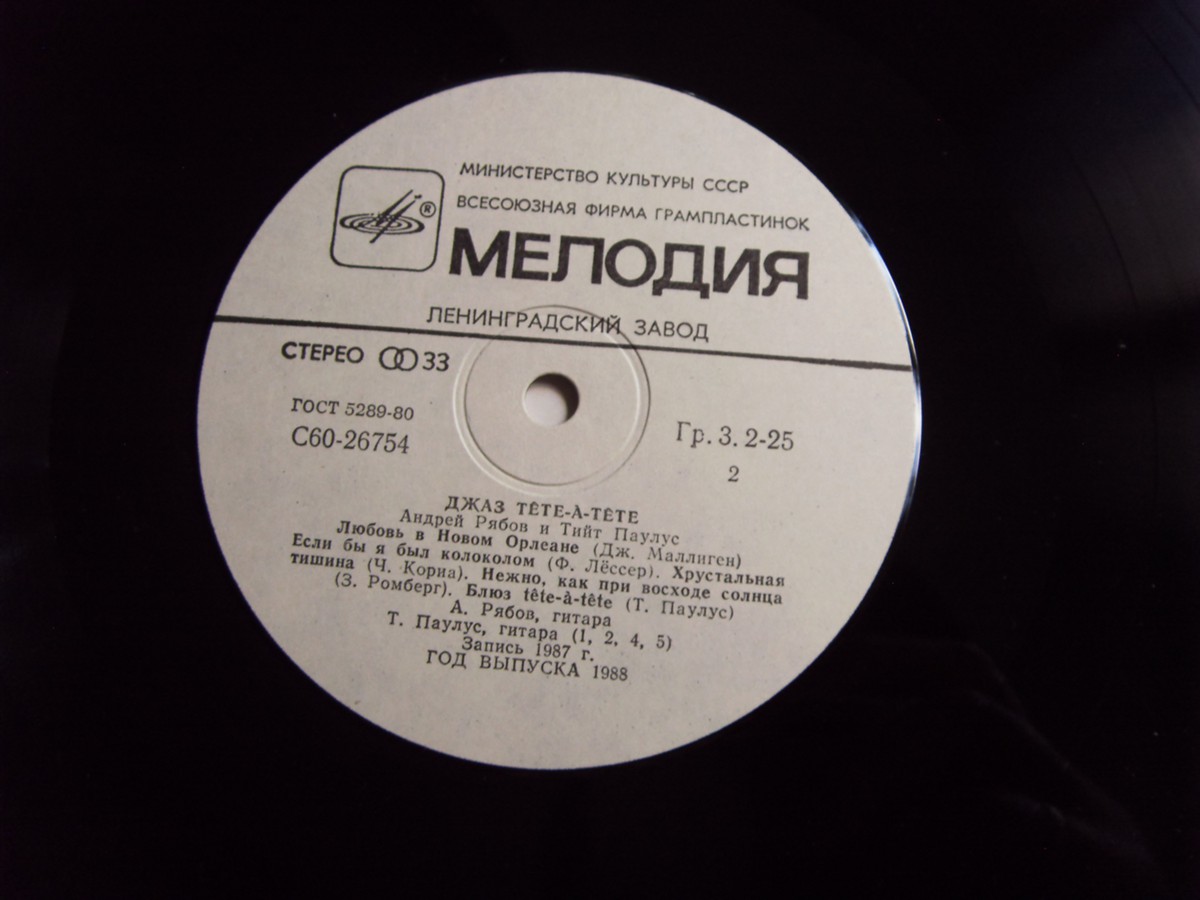 МИНИСТЕРСТВО КУЛЬТУРЫ СССР
ВСЕСОЮЗНАЯ ФИРМА ГРАМПЛАСТИНОК
®
МЕЛОДИЯ
ЛЕНИНГРАДСКИЙ ЗАВОД
СТЕРЕО 33
ГОСТ 5289-80
С60-26754
Гр. 3. 2-25
2
ДЖАЗ TÊTE-À-TÊTE
Андрей Рябов и Тийт Паулус
Любовь в Новом Орлеане (Дж. Маллиген)
Если бы я был колоколом (Ф. Лёссер). Хрустальная
тишина (Ч. Кориа). Нежно, как при восходе солнца
(З. Ромберг). Блюз tête-à-tête (Т. Паулус)
А. Рябов, гитара
Т. Паулус, гитара (1, 2, 4, 5)
Запись 1987 г.
ГОД ВЫПУСКА 1988